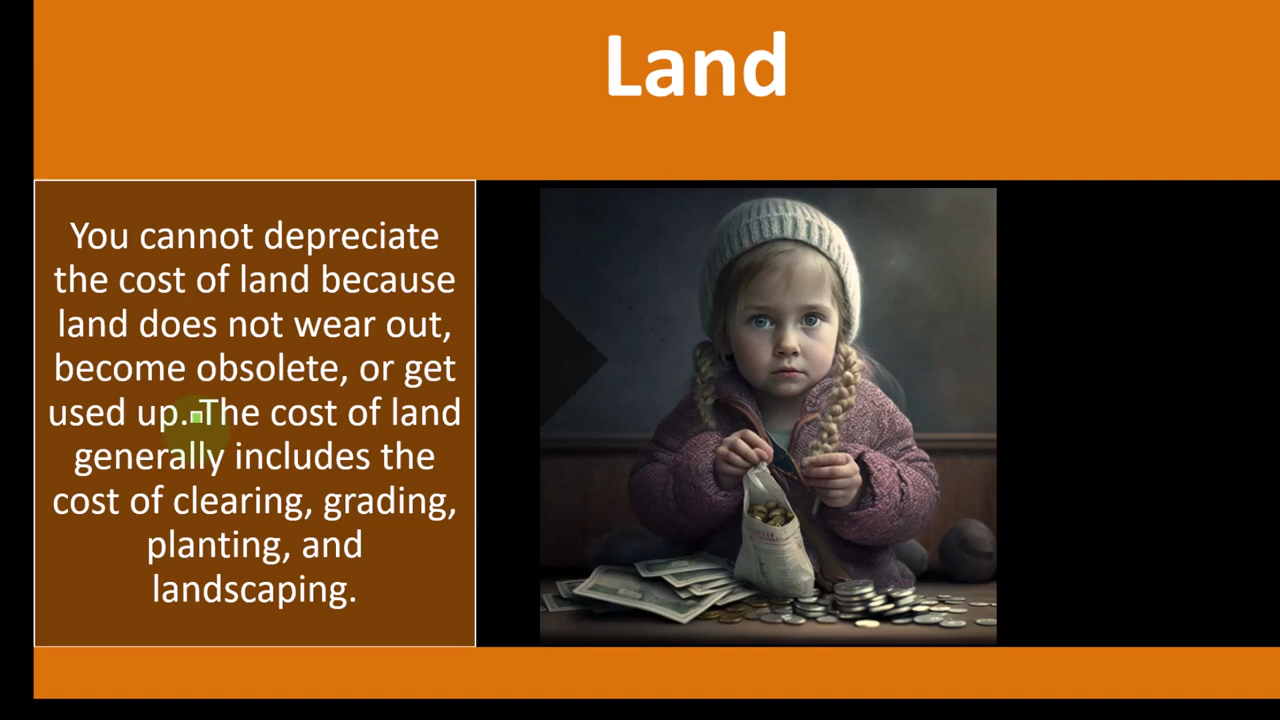 Land
You cannot depreciate
the cost of land because
land does not wear out,
become obsolete, or get
used up. The cost of land
generally includes the
cost of clearing, grading,
planting, and
landscaping.